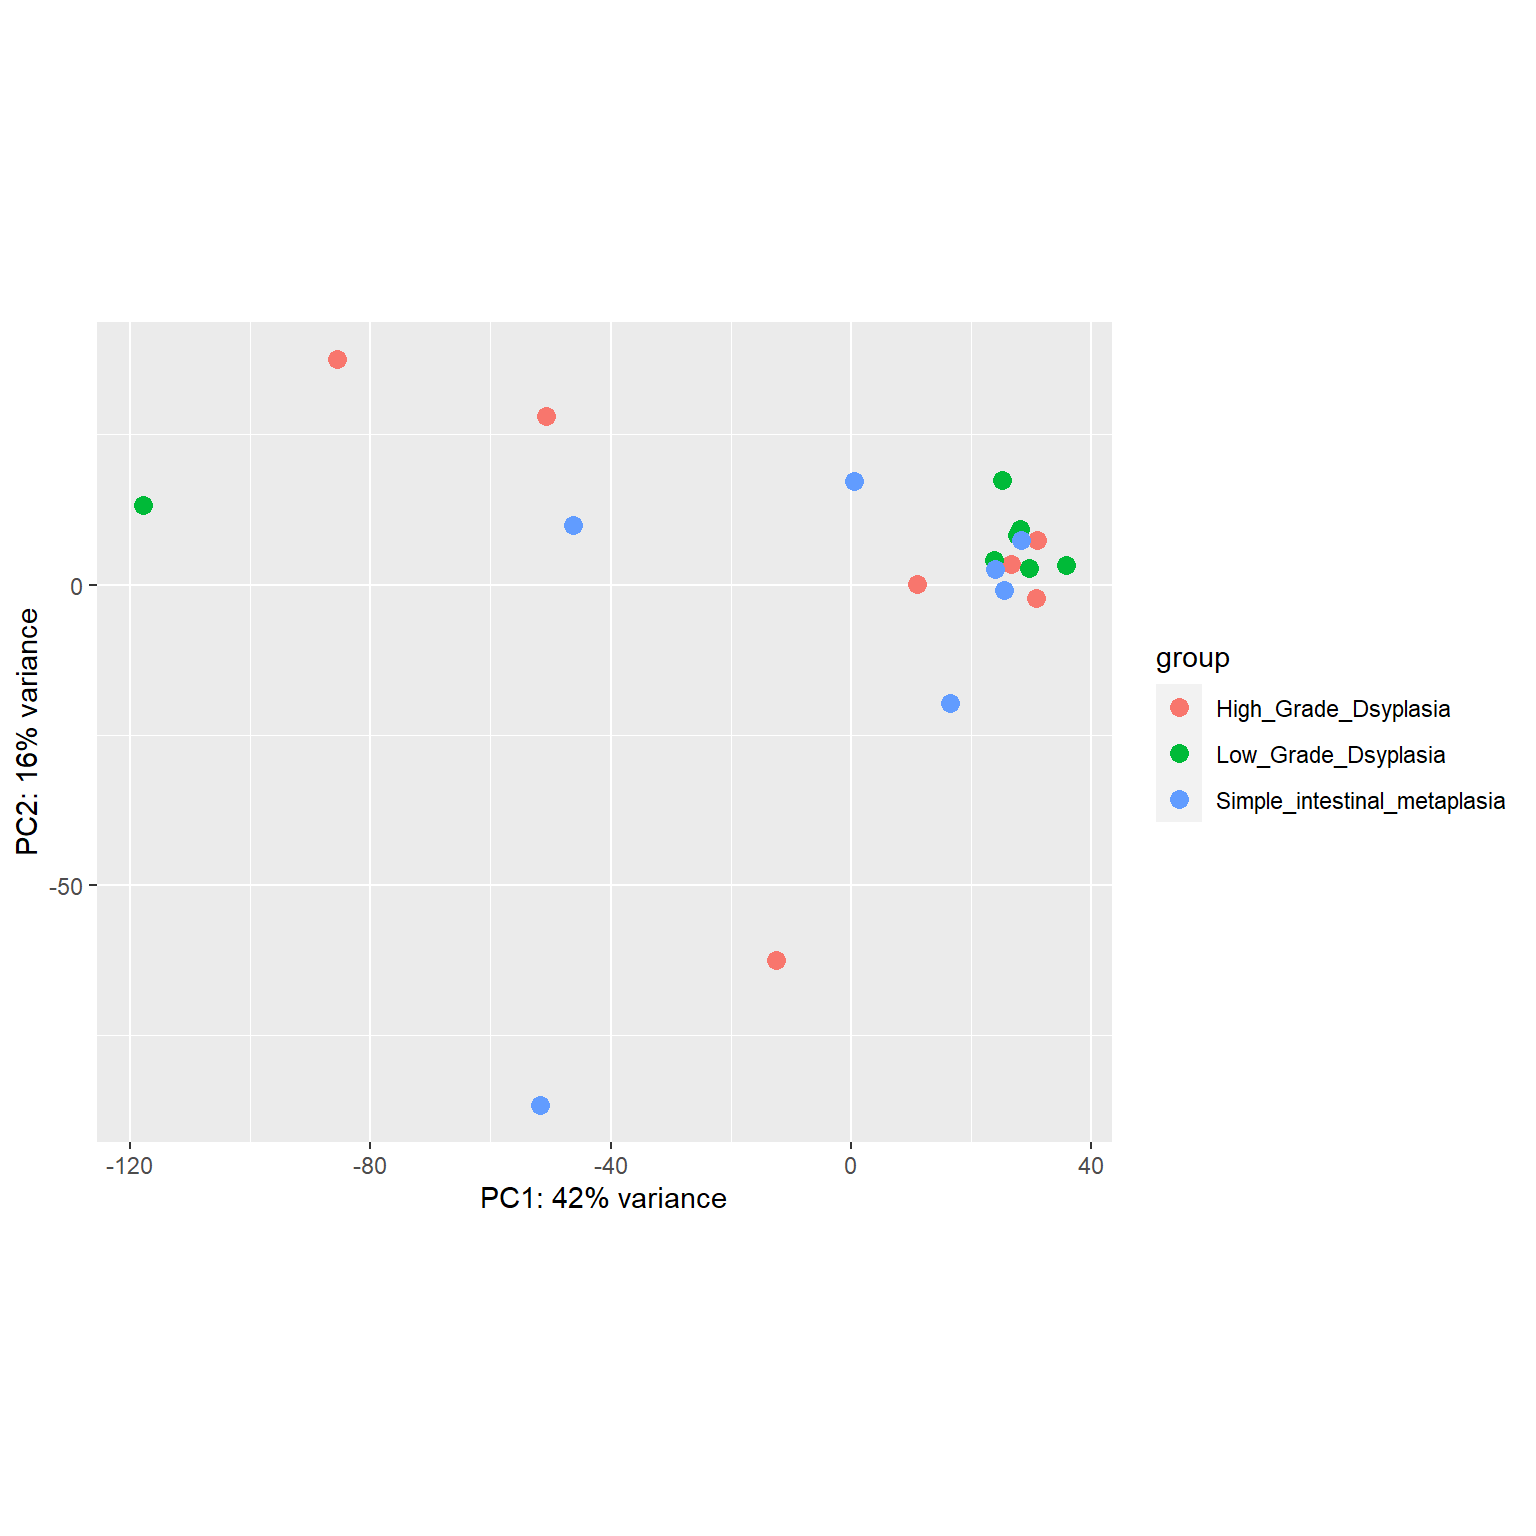 0
-50
-120
-80
-40
0
40
PC1: 42% variance
PC2: 16% variance
group
High_Grade_Dsyplasia
Low_Grade_Dsyplasia
Simple_intestinal_metaplasia